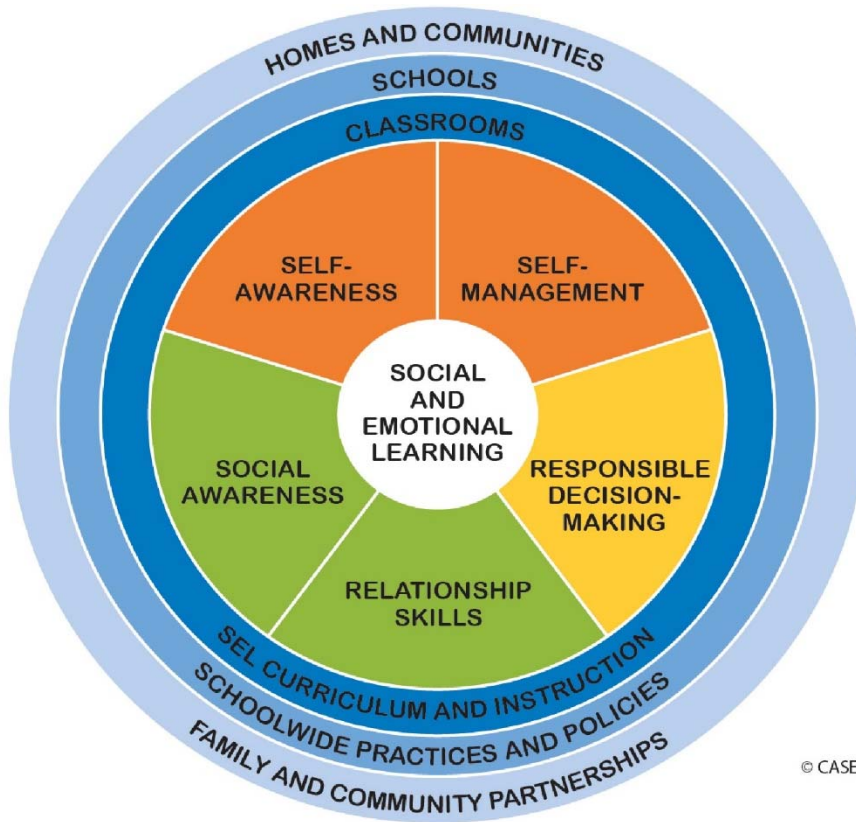 HOMES AND COMMUNITIES
SCHOOLS
CLASSROOMS
SELF-
AWARENESS
SELF-
MANAGEMENT
SOCIAL
AND
EMOTIONAL
LEARNING
SOCIAL
AWARENESS
RESPONSIBLE
DECISION-
MAKING
RELATIONSHIP
SKILLS
SEL CURRICULUM AND INSTRUCTION
SCHOOLWIDE PRACTICES AND POLICIES
FAMILY AND COMMUNITY PARTNERSHIPS
© CASE